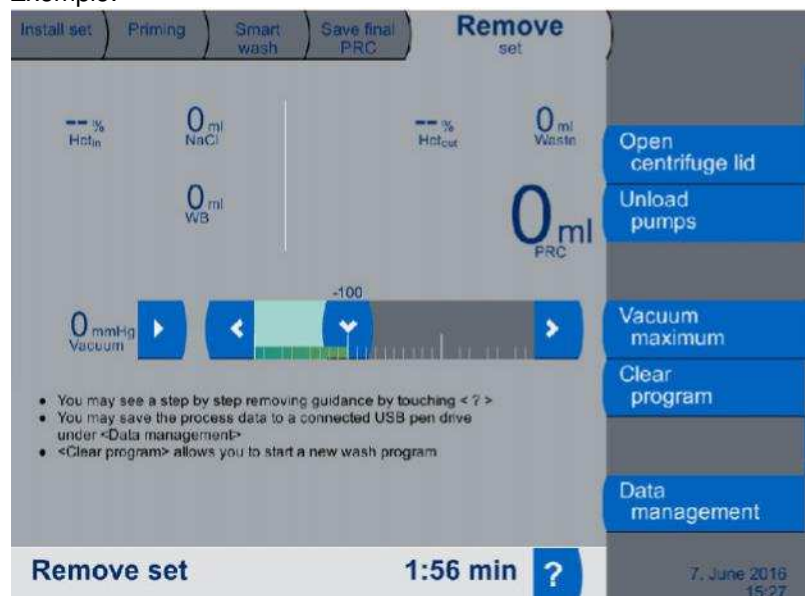 Example:
Install set
Priming
Smart
wash
Save final
PRC
Remove
set
-- %
Hctin
0 ml
NaCl
-- %
Hctout
0 ml
Waste
0 ml
WB
0 ml
PRC
Open
centrifuge lid
Unload
pumps
-100
0 mmHg
Vacuum
Vacuum
maximum
Clear
program
• You may see a step by step removing guidance by touching < ? >
• You may save the process data to a connected USB pen drive
under <Data management>
• <Clear program> allows you to start a new wash program
Data
management
Remove set
1:56 min
?
7. June 2016
15:27